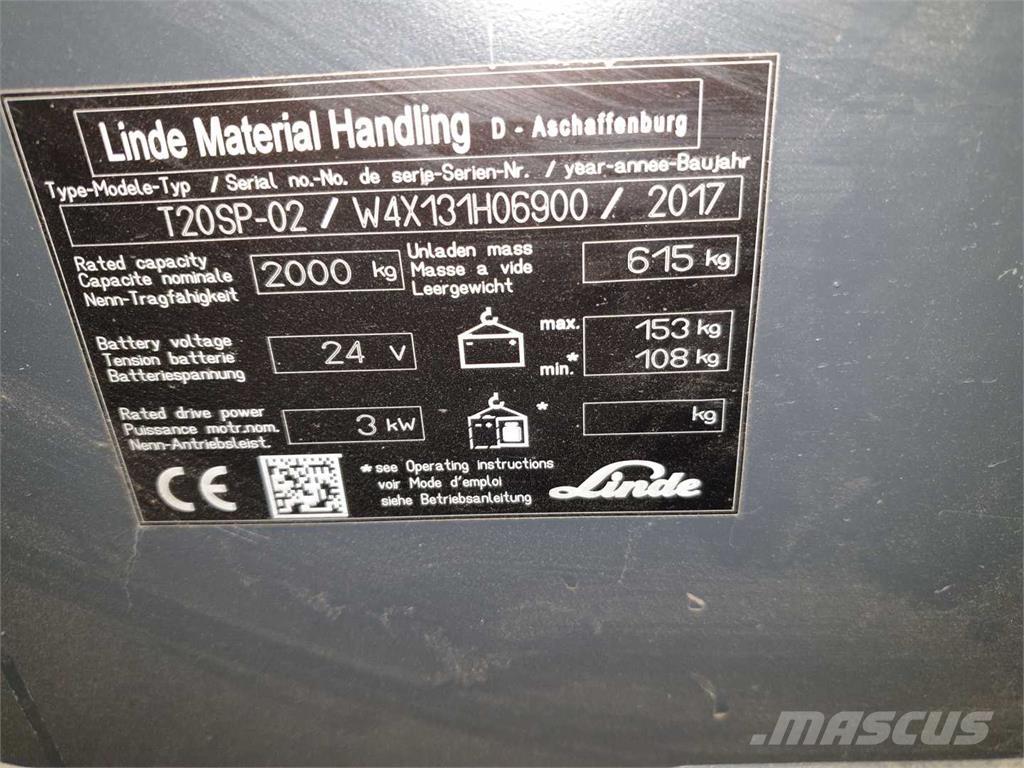 Linde Material Handling D - Aschaffenburg
Type-Modele-Typ / Serial no.-No. de serie-Serien-Nr. / year-annee-Baujahr
T20SP-02 / W4X131H06900 / 2017
Rated capacity
Capacite nominale
Nenn-Tragfähigkeit
2000 kg
Unladen mass
Masse a vide
Leergewicht
615 kg
Battery voltage
Tension batterie
Batteriespannung
24 V
max. 153 kg
min.* 108 kg
Rated drive power
Puissance motr.nom.
Nenn-Antriebsleist.
3 kW
* kg
CE
*see Operating instructions
voir Mode d'emploi
siehe Betriebsanleitung
Linde
MASCUS